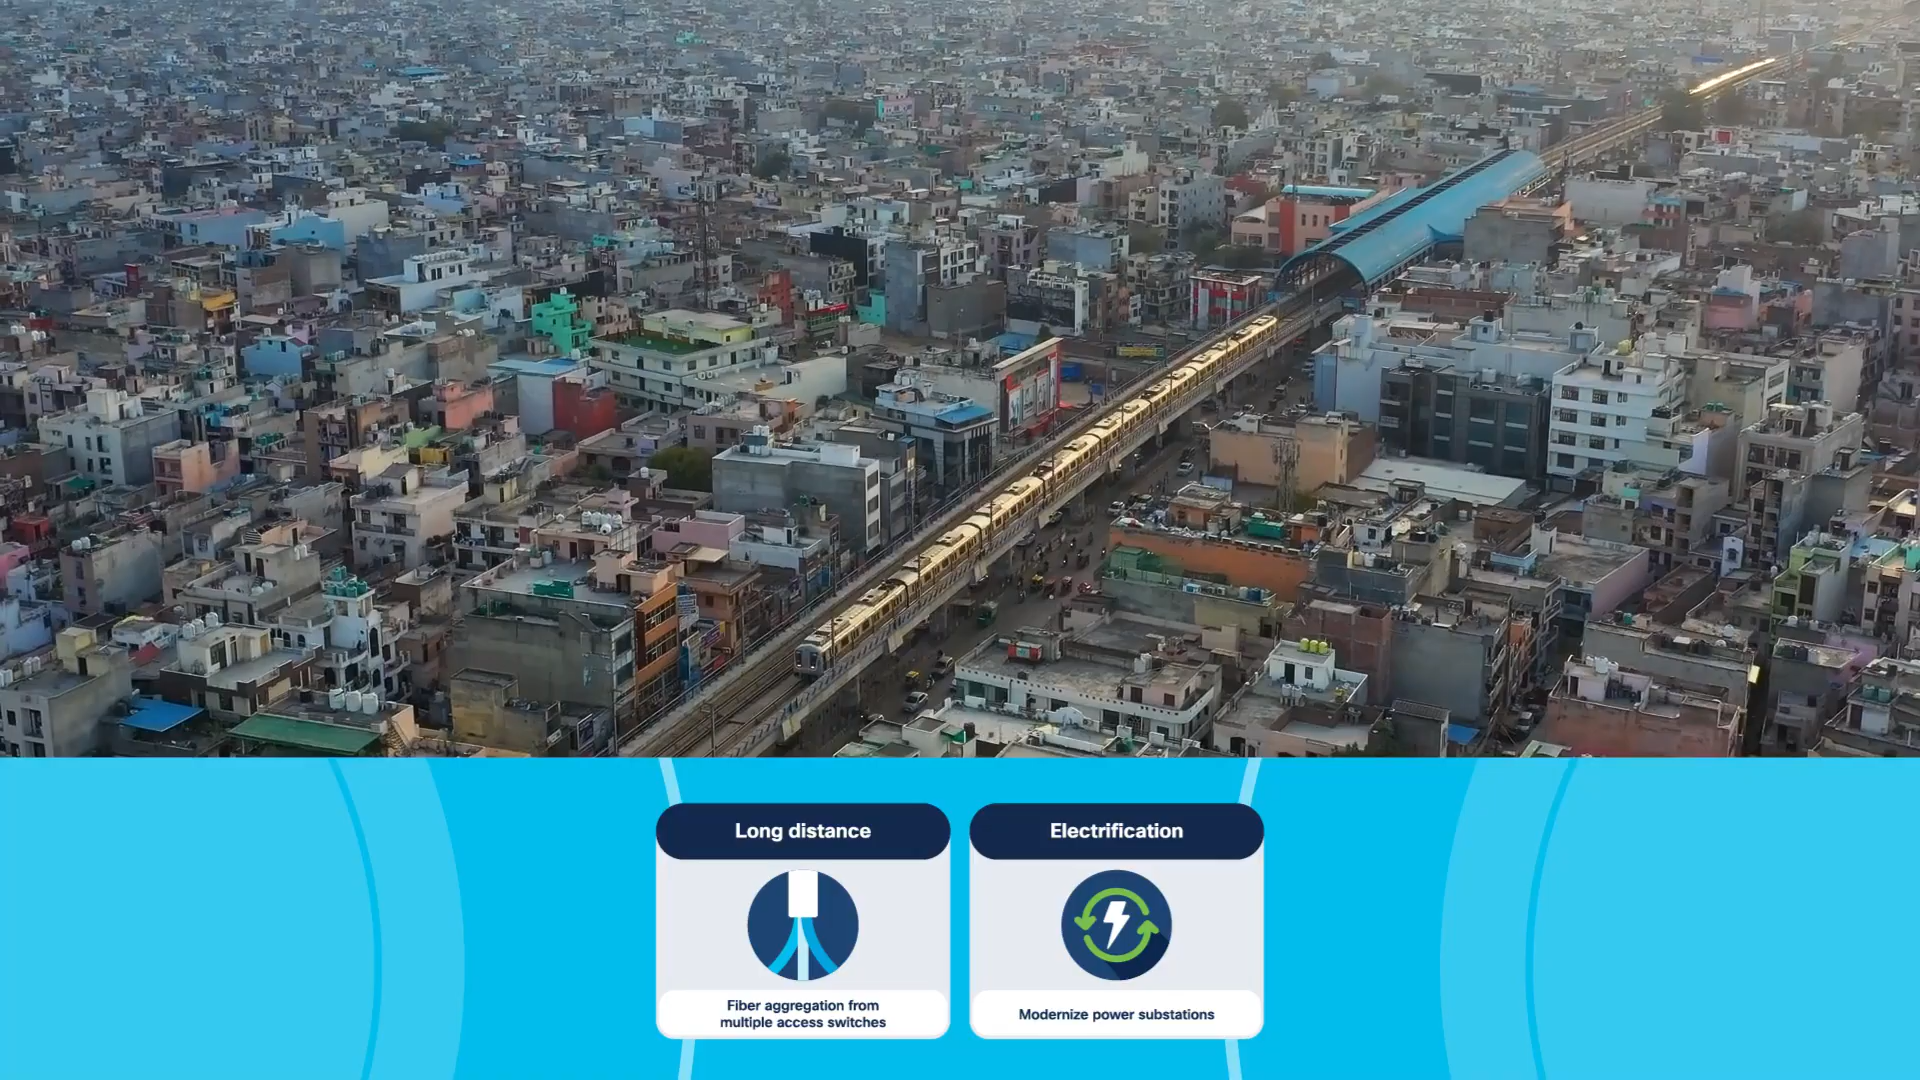 Long distance
Fiber aggregation from
multiple access switches
Electrification
Modernize power substations